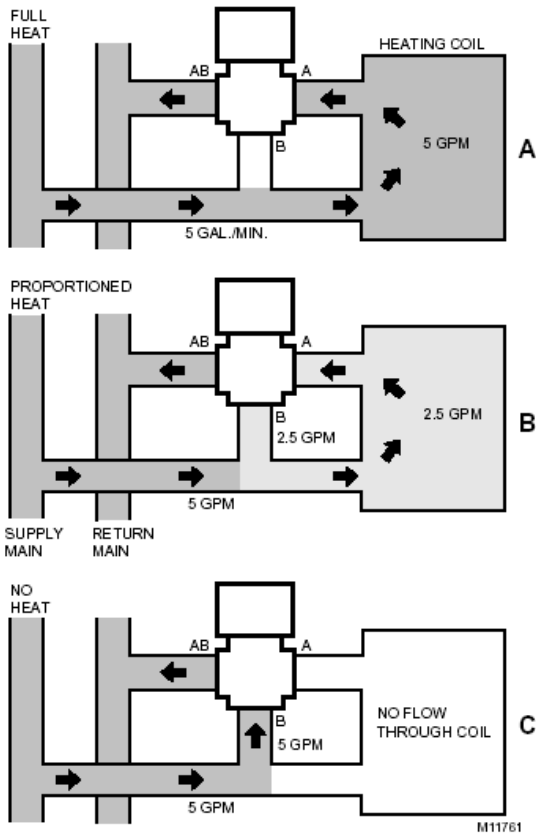 FULL
HEAT
HEATING COIL
AB
A
B
5 GPM
A
5 GAL./MIN.
PROPORTIONED
HEAT
AB
A
B
2.5 GPM
2.5 GPM
B
5 GPM
SUPPLY
MAIN
RETURN
MAIN
NO
HEAT
AB
A
B
5 GPM
NO FLOW
THROUGH COIL
C
5 GPM
M11761